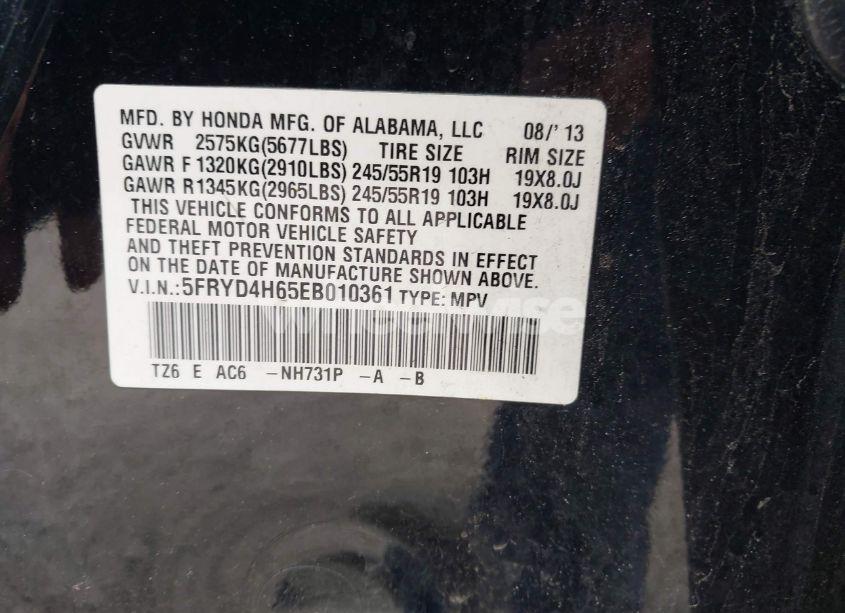 MFD. BY HONDA MFG. OF ALABAMA, LLC 08/'13
GVWR 2575KG(5677LBS) TIRE SIZE RIM SIZE
GAWR F 1320KG(2910LBS) 245/55R19 103H 19X8.0J
GAWR R1345KG(2965LBS) 245/55R19 103H 19X8.0J
THIS VEHICLE CONFORMS TO ALL APPLICABLE
FEDERAL MOTOR VEHICLE SAFETY
AND THEFT PREVENTION STANDARDS IN EFFECT
ON THE DATE OF MANUFACTURE SHOWN ABOVE.
V.I.N.:5FRYD4H65EB010361 TYPE: MPV
TZ6 E AC6 -NH731P -A -B